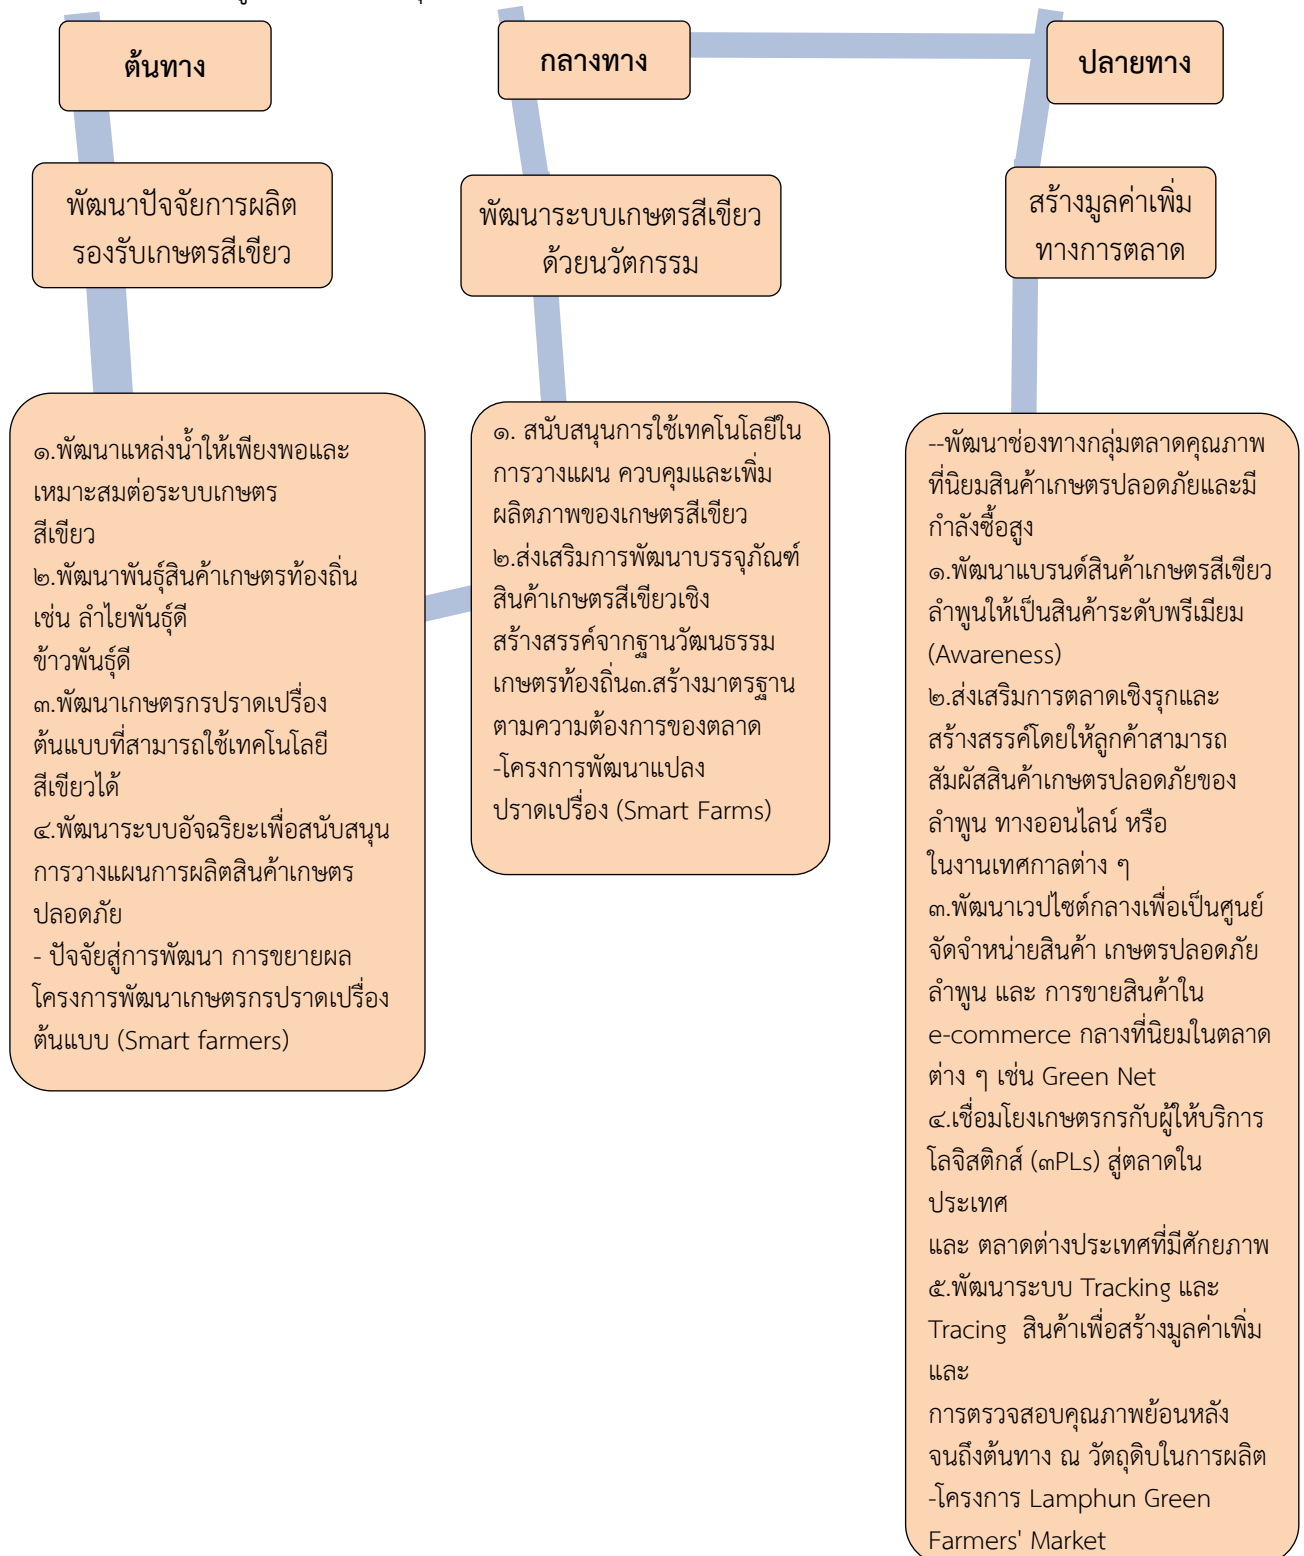 ต้นทาง
กลางทาง
ปลายทาง
พัฒนาปัจจัยการผลิต
รองรับเกษตรสีเขียว
พัฒนาระบบเกษตรสีเขียว
ด้วยนวัตกรรม
สร้างมูลค่าเพิ่ม
ทางการตลาด
๑.พัฒนาแหล่งน้ำให้เพียงพอและ
เหมาะสมต่อระบบเกษตร
สีเขียว
๒.พัฒนาพันธุ์สินค้าเกษตรท้องถิ่น
เช่น ลำไยพันธุ์ดี
ข้าวพันธุ์ดี
๓.พัฒนาเกษตรกรปราดเปรื่อง
ต้นแบบที่สามารถใช้เทคโนโลยี
สีเขียวได้
๔.พัฒนาระบบอัจฉริยะเพื่อสนับสนุน
การวางแผนการผลิตสินค้าเกษตร
ปลอดภัย
- ปัจจัยสู่การพัฒนา การขยายผล
โครงการพัฒนาเกษตรกรปราดเปรื่อง
ต้นแบบ (Smart farmers)
๑. สนับสนุนการใช้เทคโนโลยีใน
การวางแผน ควบคุมและเพิ่ม
ผลิตภาพของเกษตรสีเขียว
๒.ส่งเสริมการพัฒนาบรรจุภัณฑ์
สินค้าเกษตรสีเขียวเชิง
สร้างสรรค์จากฐานวัฒนธรรม
เกษตรท้องถิ่น๓.สร้างมาตรฐาน
ตามความต้องการของตลาด
-โครงการพัฒนาแปลง
ปราดเปรื่อง (Smart Farms)
--พัฒนาช่องทางกลุ่มตลาดคุณภาพ
ที่นิยมสินค้าเกษตรปลอดภัยและมี
กำลังซื้อสูง
๑.พัฒนาแบรนด์สินค้าเกษตรสีเขียว
ลำพูนให้เป็นสินค้าระดับพรีเมียม
(Awareness)
๒.ส่งเสริมการตลาดเชิงรุกและ
สร้างสรรค์โดยให้ลูกค้าสามารถ
สัมผัสสินค้าเกษตรปลอดภัยของ
ลำพูน ทางออนไลน์ หรือ
ในงานเทศกาลต่าง ๆ
๓.พัฒนาเวปไซต์กลางเพื่อเป็นศูนย์
จัดจำหน่ายสินค้า เกษตรปลอดภัย
ลำพูน และ การขายสินค้าใน
e-commerce กลางที่นิยมในตลาด
ต่าง ๆ เช่น Green Net
๔.เชื่อมโยงเกษตรกรกับผู้ให้บริการ
โลจิสติกส์ (๓PLs) สู่ตลาดใน
ประเทศ
และ ตลาดต่างประเทศที่มีศักยภาพ
๕.พัฒนาระบบ Tracking และ
Tracing  สินค้าเพื่อสร้างมูลค่าเพิ่ม
และ
การตรวจสอบคุณภาพย้อนหลัง
จนถึงต้นทาง ณ วัตถุดิบในการผลิต
-โครงการ Lamphun Green
Farmers' Market